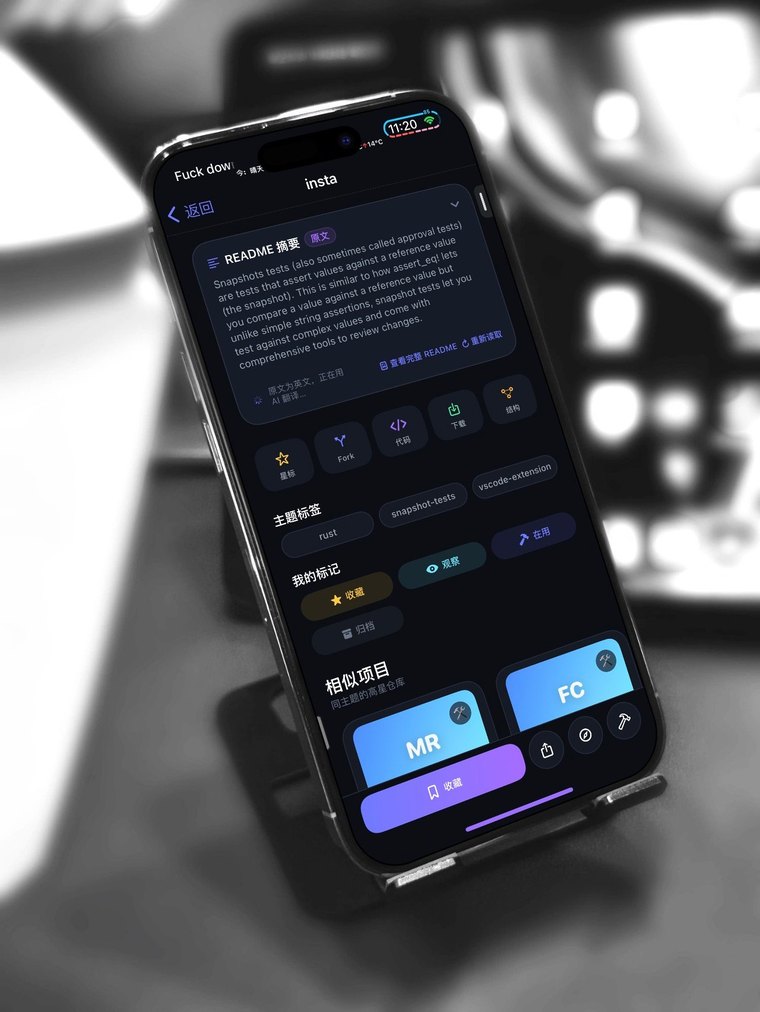 Fuck dow
今: 晴天
14°C
11:20
85
返回
insta
README 摘要
原文
Snapshots tests (also sometimes called approval tests)
are tests that assert values against a reference value
(the snapshot). This is similar to how assert_eq! lets
you compare a value against a reference value but
unlike simple string assertions, snapshot tests let you
test against complex values and come with
comprehensive tools to review changes.
原文为英文，正在用
AI 翻译...
查看完整 README
重新读取
星标
Fork
代码
下载
结构
主题标签
rust
snapshot-tests
vscode-extension
我的标记
收藏
观察
在用
归档
相似项目
同主题的高星仓库
MR
FC
收藏